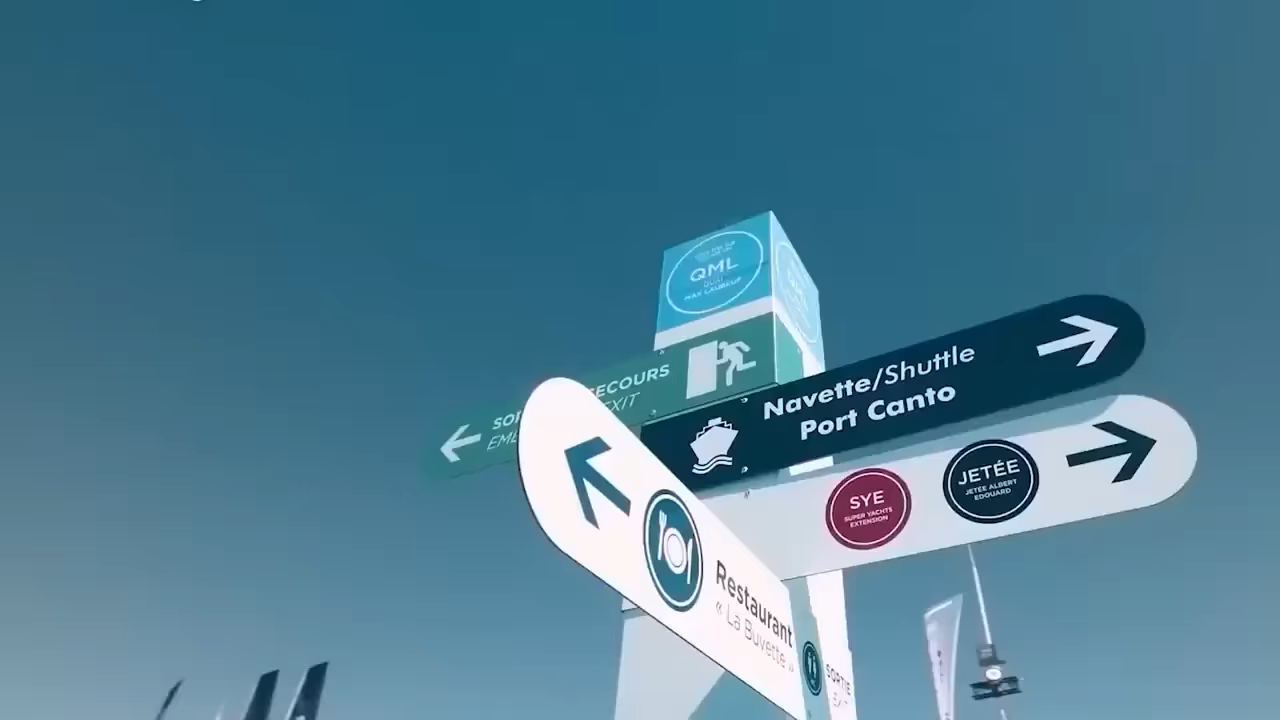 QML
QUAI
MAX LAUBEUF
SECOURS
EXIT
Navette/Shuttle
Port Canto
SYE
SUPER YACHTS
EXTENSION
JETÉE
JETÉE ALBERT
EDOUARD
Restaurant
« La Buvette »
SORTIE